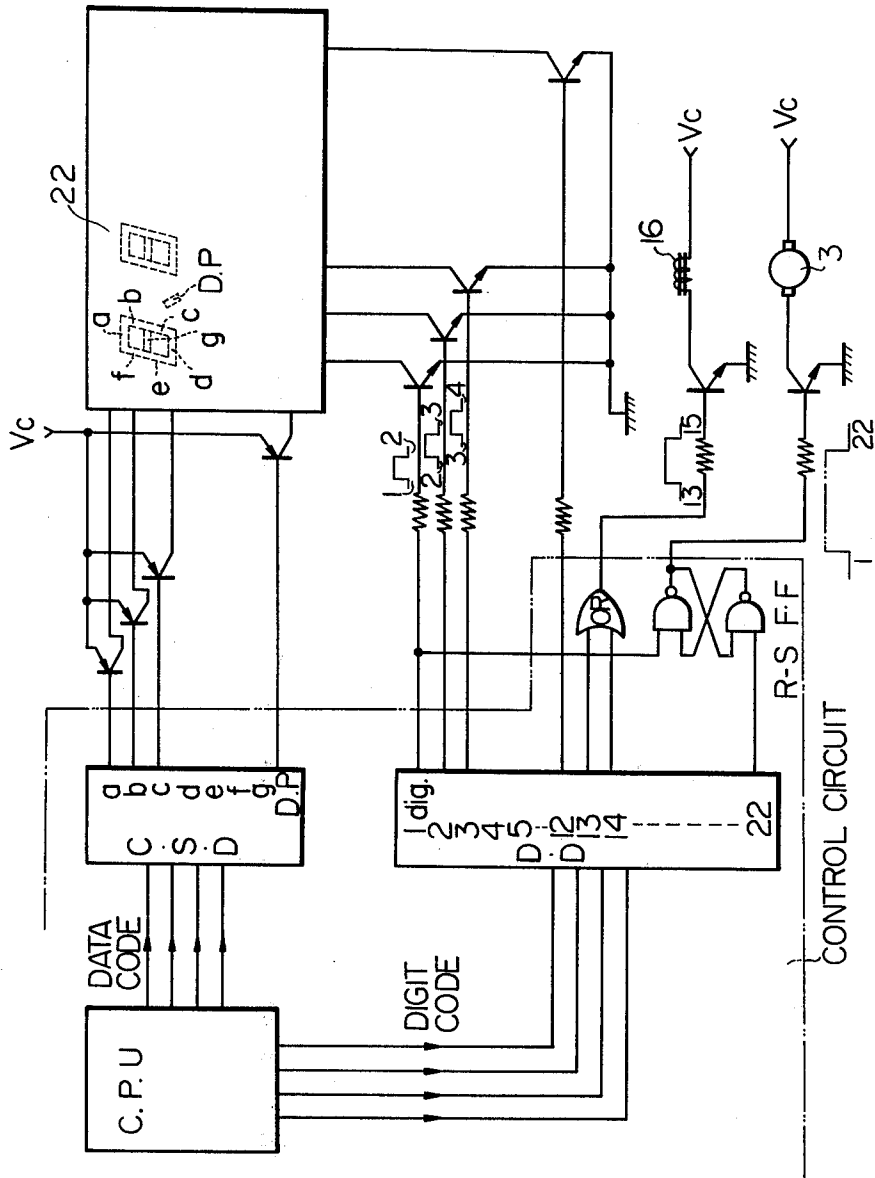 C.P.U
DATA
CODE
DIGIT
CODE
C.S.D
a
b
c
d
e
f
g
D.P
D.D
1 dig.
2
3
4
5
12
13
14
22
CONTROL CIRCUIT
R-S F.F
OR
Vc
22
a
b
c
d
e
f
g
D.P
1
2
2
3
3
4
13
15
16
Vc
1
22
3
Vc